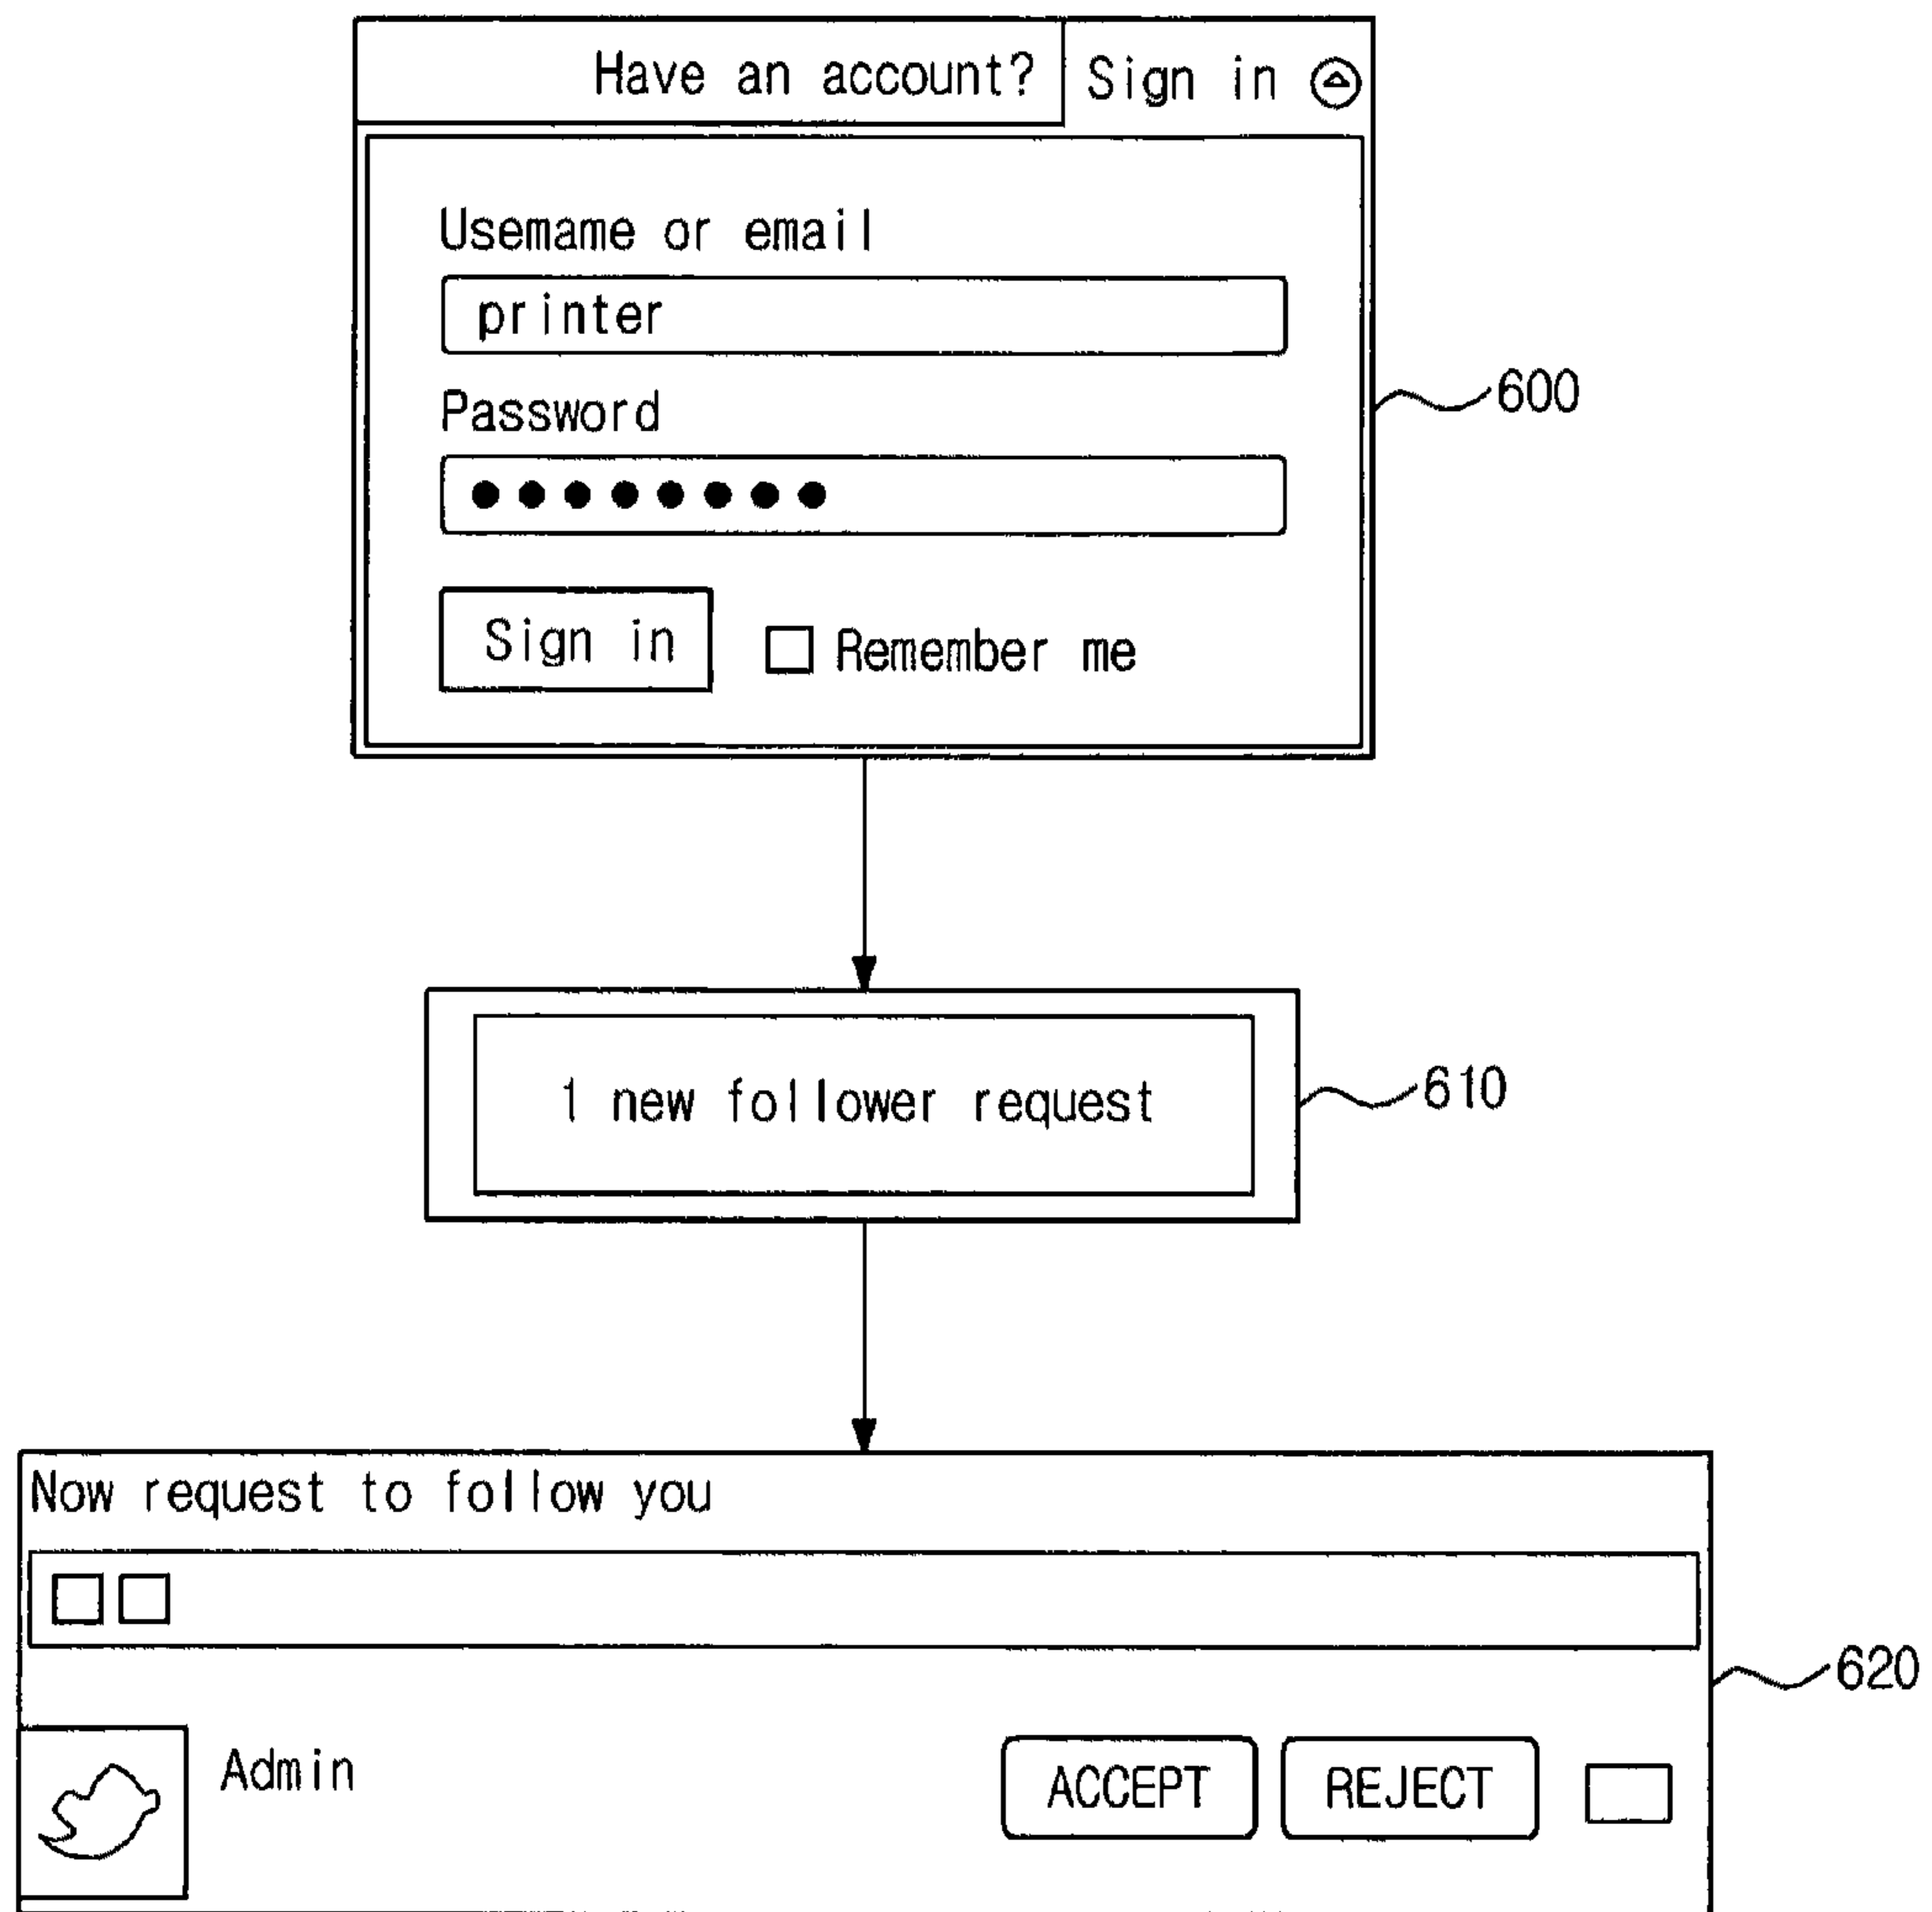 Have an account? Sign in
Usemame or email
printer
Password
Sign in Remember me
600
1 new follower request
610
Now request to follow you
620
Admin ACCEPT REJECT